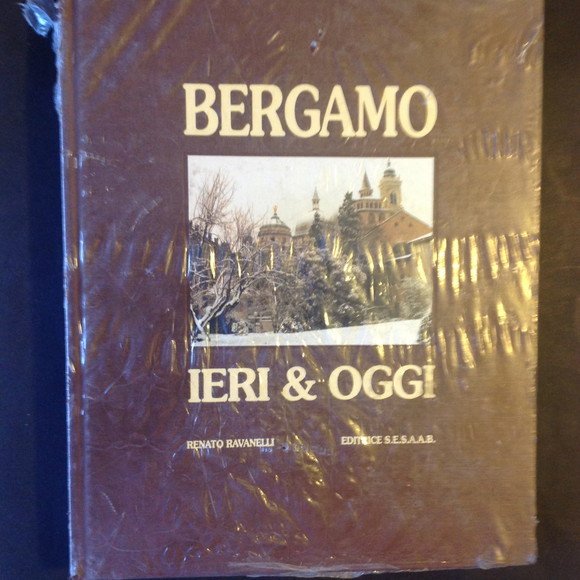 BERGAMO
IERI & OGGI
RENATO RAVANELLI EDITRICE S.E.S.A.A.B.